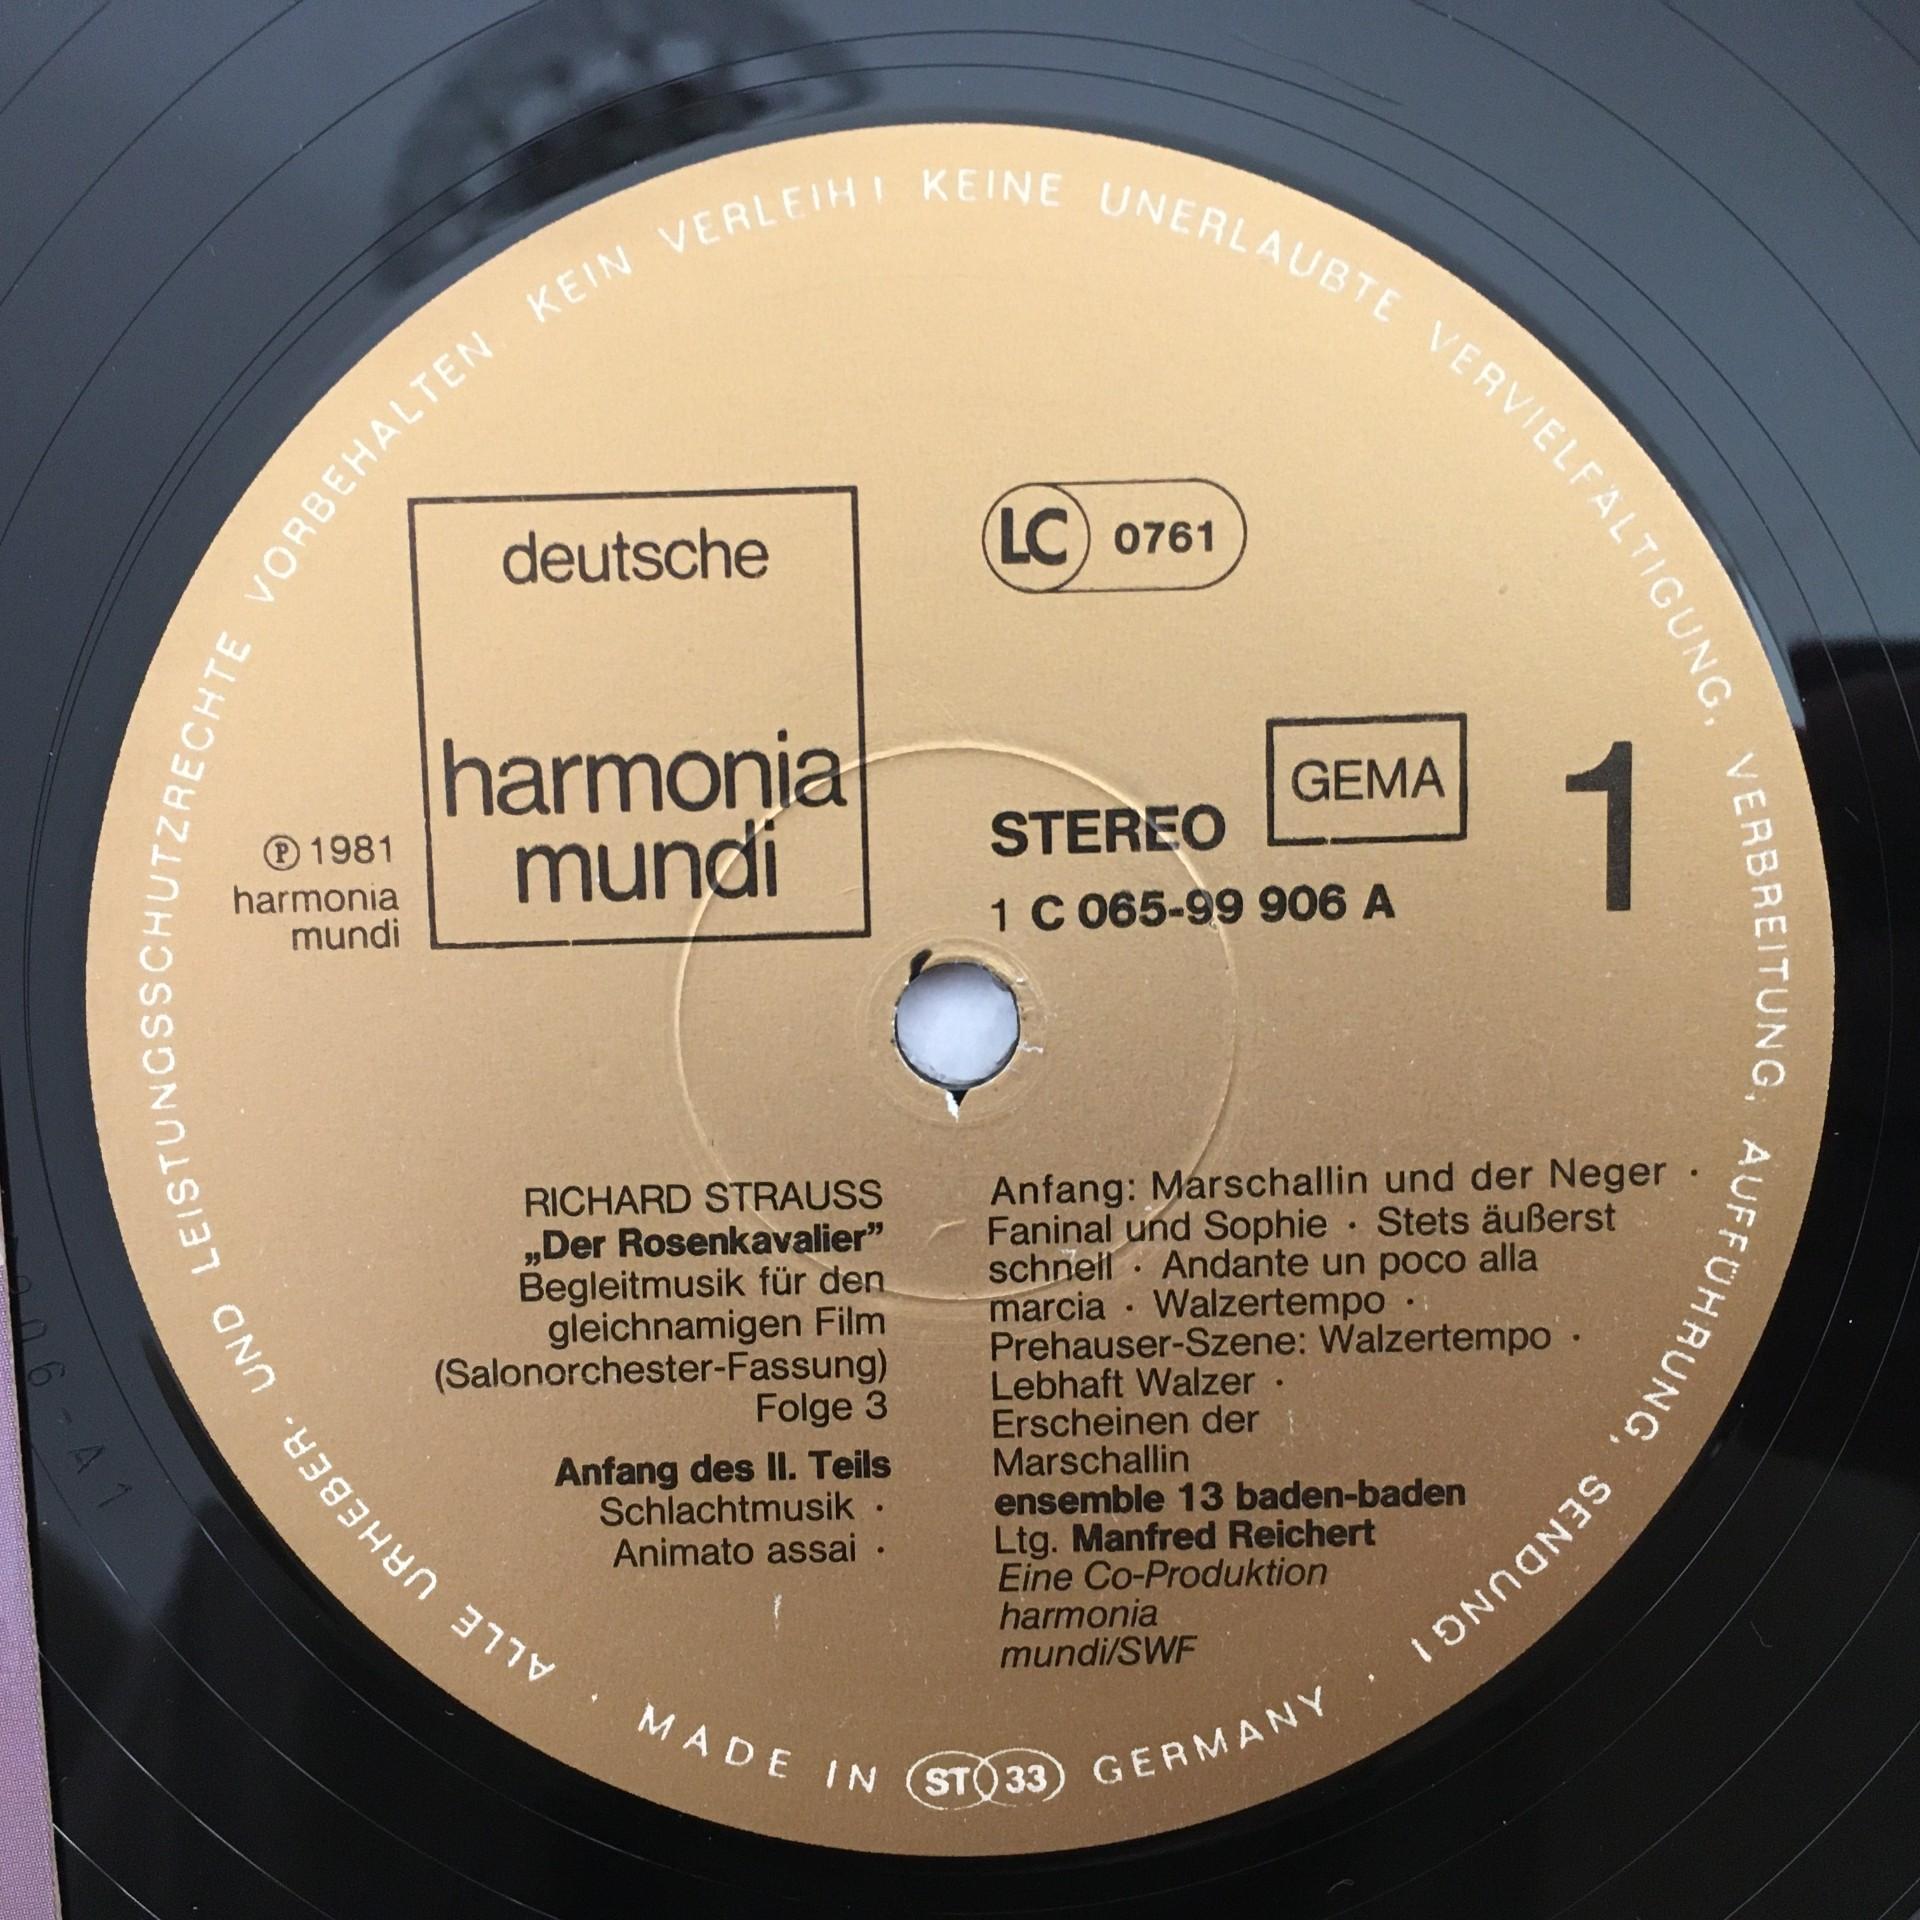 ALLE URHEBER- UND LEISTUNGSSCHUTZRECHTE VORBEHALTEN KEIN VERLEIH! KEINE UNERLAUBTE VERVIELFÄLTIGUNG, VERBREITUNG, AUFFÜHRUNG, SENDUNG!
deutsche
harmonia
mundi
LC 0761
GEMA
STEREO
1
1 C 065-99 906 A
℗ 1981
harmonia
mundi
RICHARD STRAUSS
„Der Rosenkavalier”
Begleitmusik für den
gleichnamigen Film
(Salonorchester-Fassung)
Folge 3
Anfang des II. Teils
Schlachtmusik ·
Animato assai ·
Anfang: Marschallin und der Neger ·
Faninal und Sophie · Stets äußerst
schnell · Andante un poco alla
marcia · Walzertempo ·
Prehauser-Szene: Walzertempo ·
Lebhaft Walzer ·
Erscheinen der
Marschallin
ensemble 13 baden-baden
Ltg. Manfred Reichert
Eine Co-Produktion
harmonia
mundi/SWF
· MADE IN ST 33 GERMANY ·
906-A1